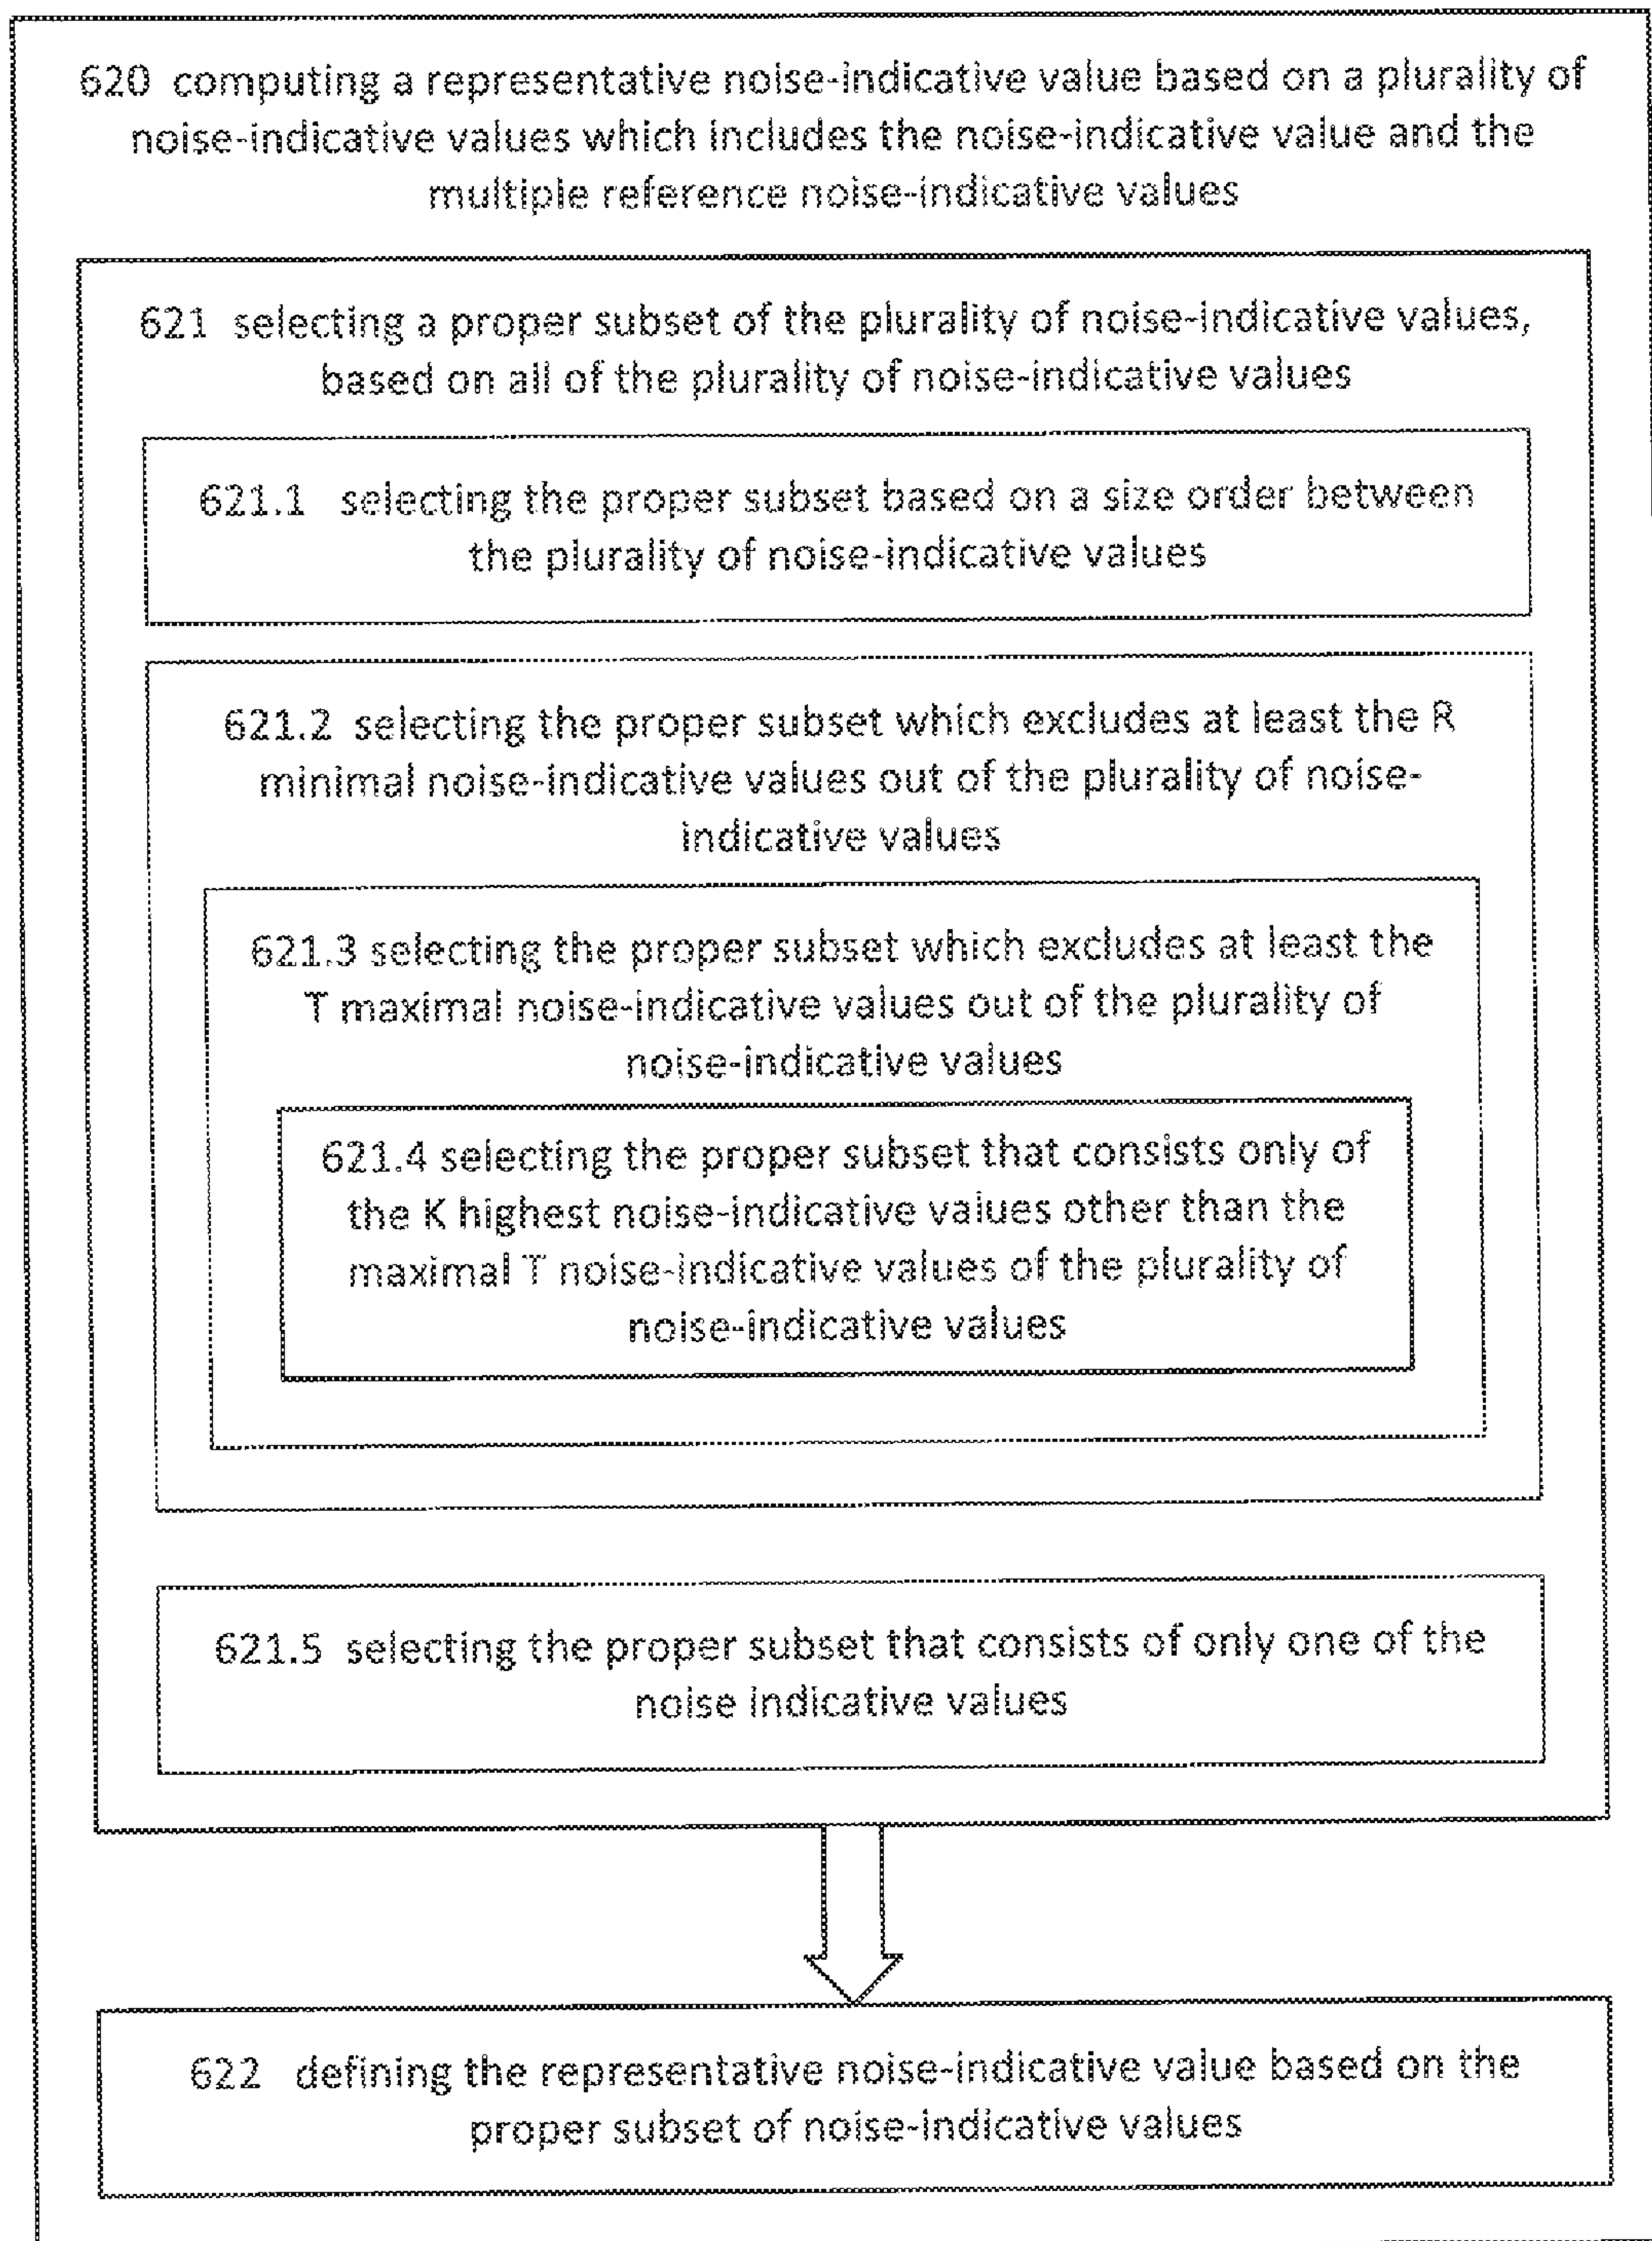 620 computing a representative noise-indicative value based on a plurality of
noise-indicative values which includes the noise-indicative value and the
multiple reference noise-indicative values
621 selecting a proper subset of the plurality of noise-indicative values,
based on all of the plurality of noise-indicative values
621.1 selecting the proper subset based on a size order between
the plurality of noise-indicative values
621.2 selecting the proper subset which excludes at least the R
minimal noise-indicative values out of the plurality of noise-
indicative values
621.3 selecting the proper subset which excludes at least the
T maximal noise-indicative values out of the plurality of
noise-indicative values
621.4 selecting the proper subset that consists only of
the K highest noise-indicative values other than the
maximal T noise-indicative values of the plurality of
noise-indicative values
621.5 selecting the proper subset that consists of only one of the
noise indicative values
622 defining the representative noise-indicative value based on the
proper subset of noise-indicative values